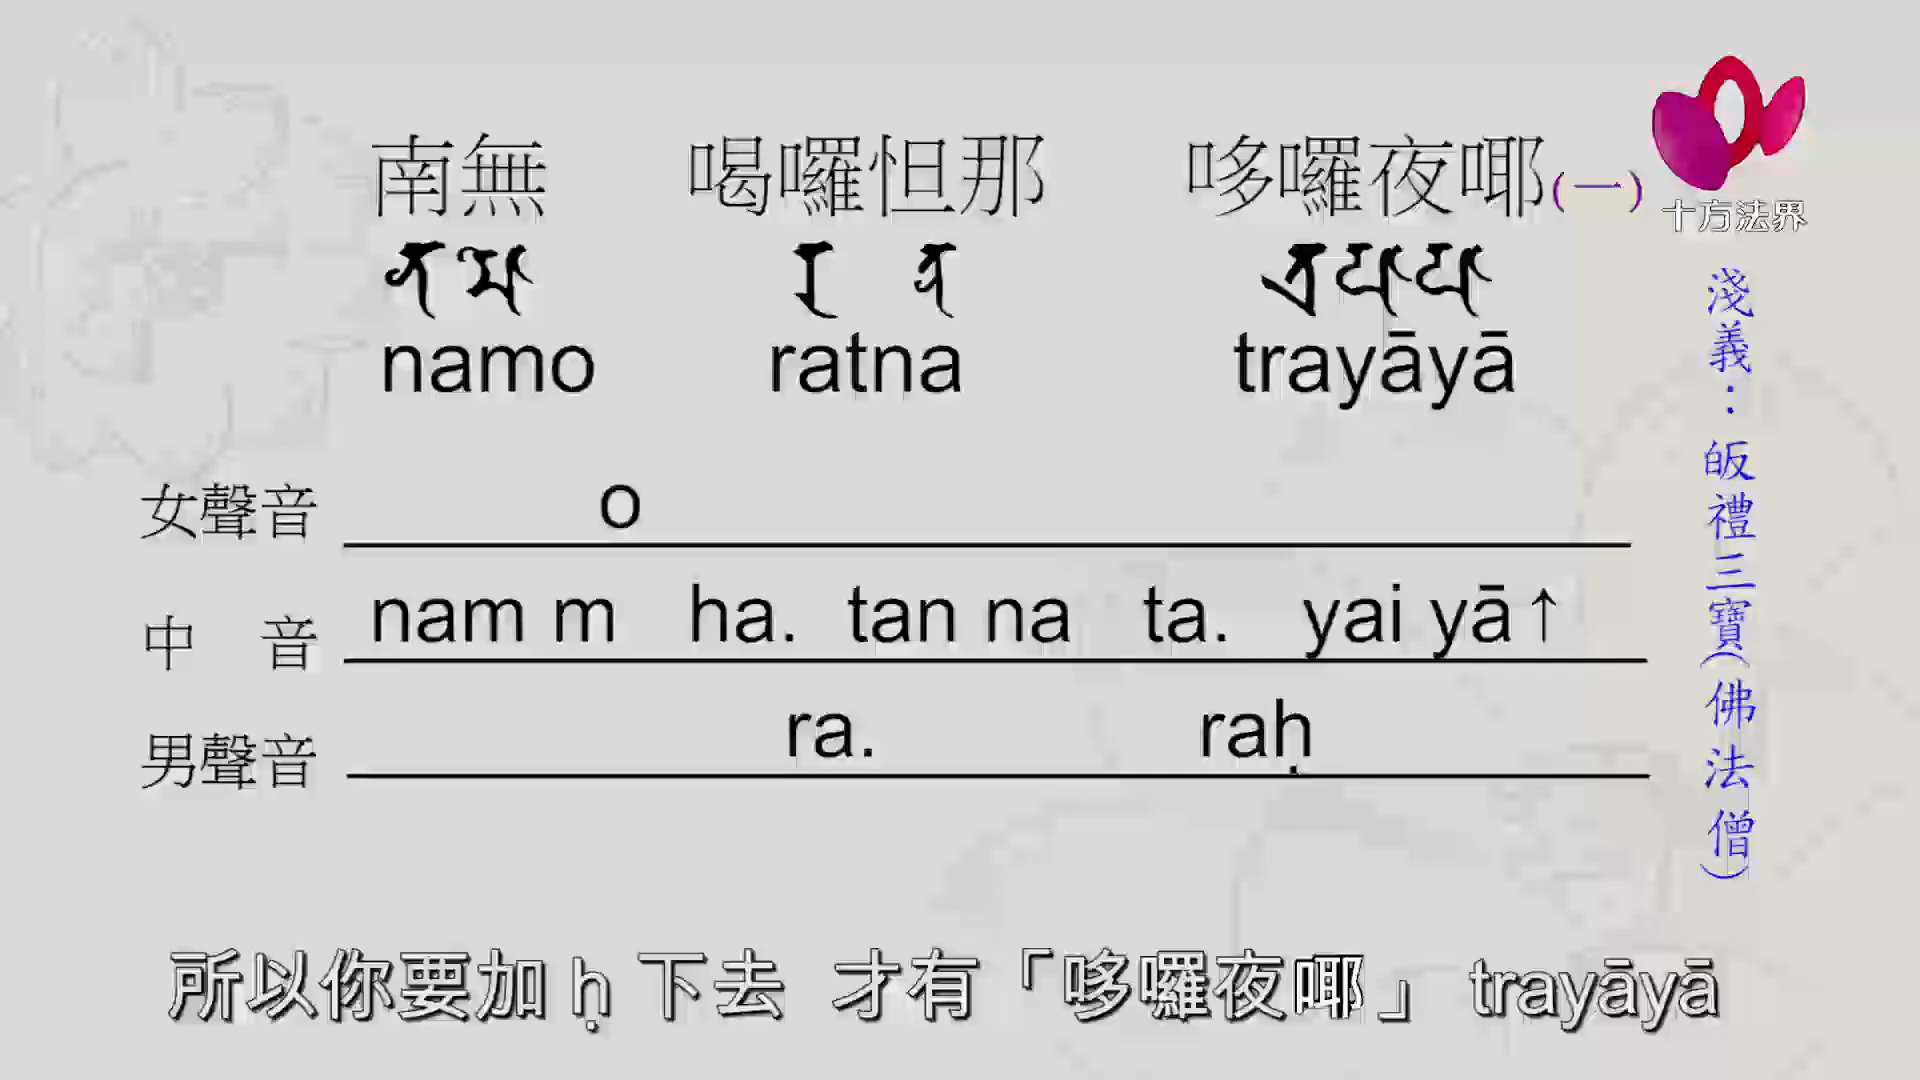 南無 喝囉怛那 哆囉夜㖿(一)
namo ratna trayāyā
女聲音 o
中 音 nam m ha. tan na ta. yai yā↑
男聲音 ra. raḥ
十方法界
淺義：皈禮三寶(佛法僧)
所以你要加 ḥ 下去 才有「哆囉夜㖿」 trayāyā